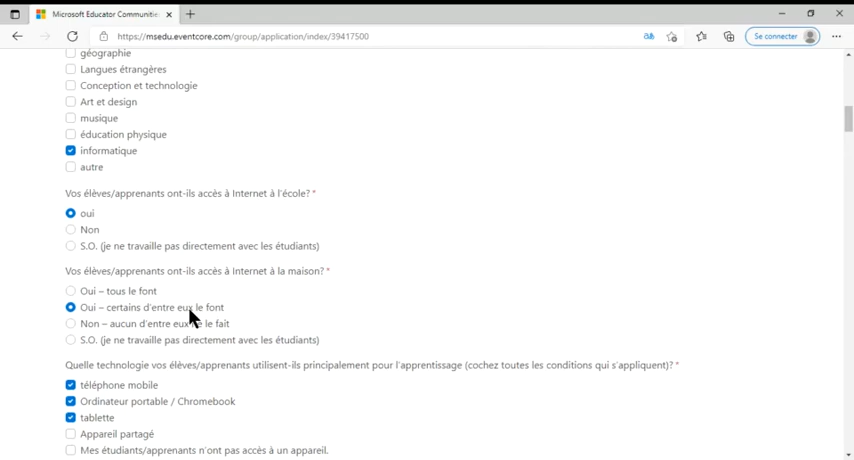 Microsoft Educator Communitie
https://msedu.eventcore.com/group/application/index/39417500
Se connecter
géographie
Langues étrangères
Conception et technologie
Art et design
musique
éducation physique
informatique
autre
Vos élèves/apprenants ont-ils accès à Internet à l'école? *
oui
Non
S.O. (je ne travaille pas directement avec les étudiants)
Vos élèves/apprenants ont-ils accès à Internet à la maison? *
Oui – tous le font
Oui – certains d'entre eux le font
Non – aucun d'entre eux ne le fait
S.O. (je ne travaille pas directement avec les étudiants)
Quelle technologie vos élèves/apprenants utilisent-ils principalement pour l'apprentissage (cochez toutes les conditions qui s'appliquent)? *
téléphone mobile
Ordinateur portable / Chromebook
tablette
Appareil partagé
Mes étudiants/apprenants n'ont pas accès à un appareil.